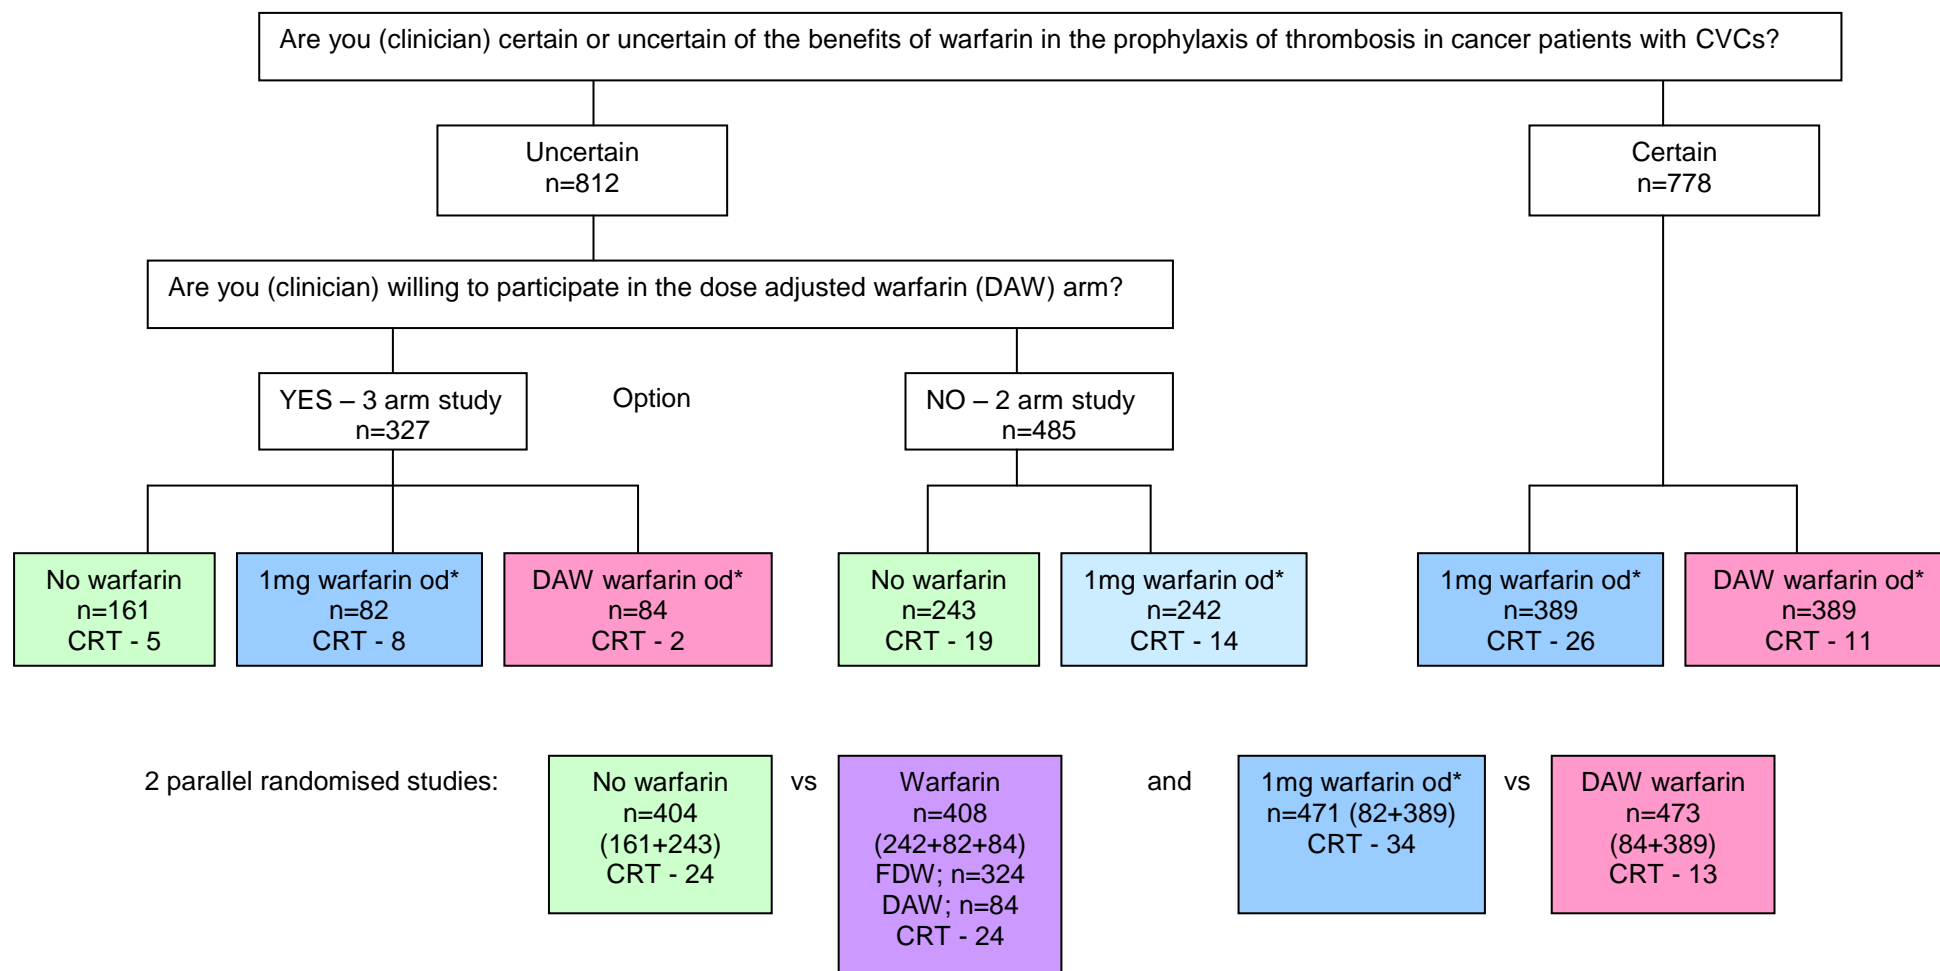 Are you (clinician) certain or uncertain of the benefits of warfarin in the prophylaxis of thrombosis in cancer patients with CVCs?
Uncertain
n=812
Certain
n=778
Are you (clinician) willing to participate in the dose adjusted warfarin (DAW) arm?
YES – 3 arm study
n=327
Option
NO – 2 arm study
n=485
No warfarin
n=161
CRT - 5
1mg warfarin od*
n=82
CRT - 8
DAW warfarin od*
n=84
CRT - 2
No warfarin
n=243
CRT - 19
1mg warfarin od*
n=242
CRT - 14
1mg warfarin od*
n=389
CRT - 26
DAW warfarin od*
n=389
CRT - 11
2 parallel randomised studies:
No warfarin
n=404
(161+243)
CRT - 24
vs
Warfarin
n=408
(242+82+84)
FDW; n=324
DAW; n=84
CRT - 24
and
1mg warfarin od*
n=471 (82+389)
CRT - 34
vs
DAW warfarin
n=473
(84+389)
CRT - 13